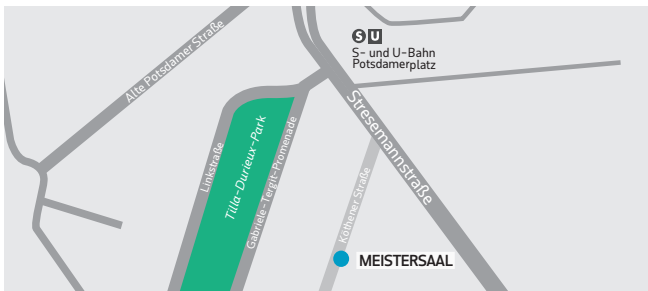 Alte Potsdamer Straße
S U
S- und U-Bahn
Potsdamerplatz
Stresemannstraße
Linkstraße
Tilla-Durieux-Park
Gabriele-Tergit-Promenade
Köthener Straße
MEISTERSAAL